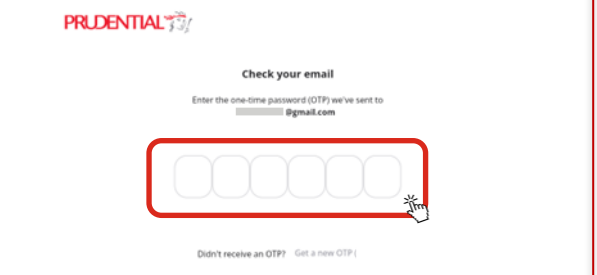 PRUDENTIAL
Check your email
Enter the one-time password (OTP) we've sent to
@gmail.com
Didn't receive an OTP? Get a new OTP (